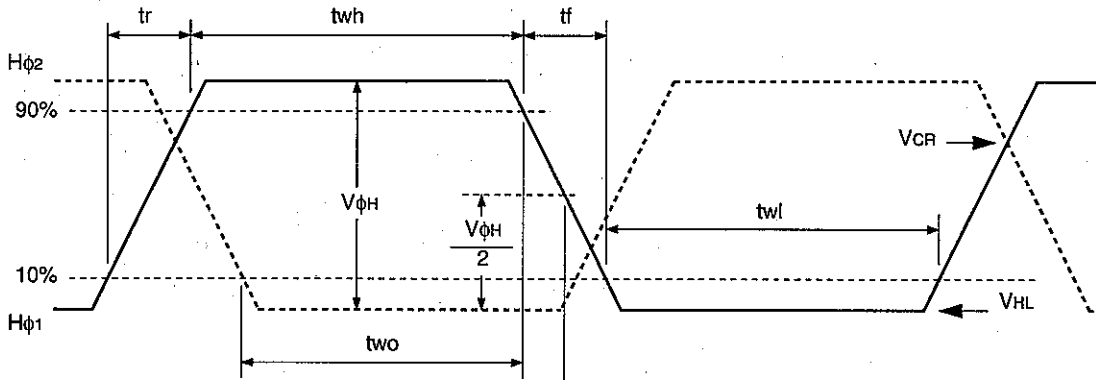 tr
twh
tf
Hϕ2
90%
VCR
VϕH
VϕH
2
twl
10%
Hϕ1
VHL
two